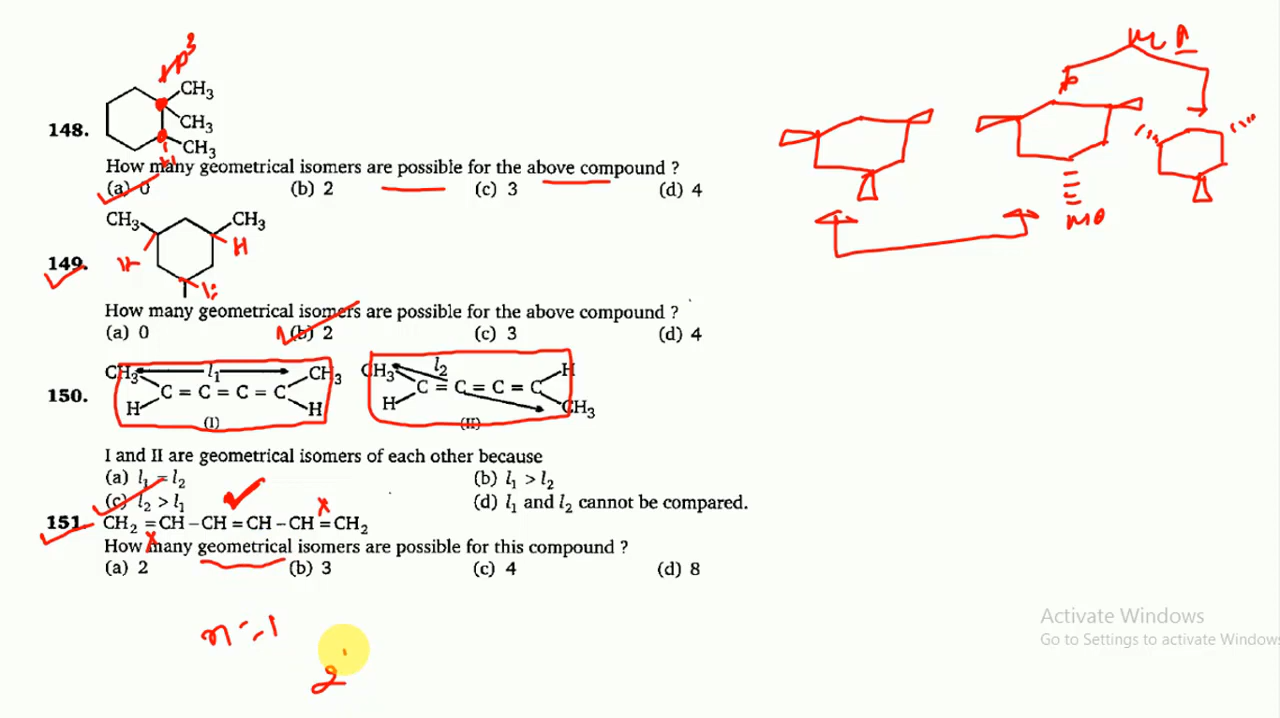 sp³
CH₃
CH₃
148.
CH₃
H
How many geometrical isomers are possible for the above compound ?
(a) 0 (b) 2 (c) 3 (d) 4
CH₃ CH₃
H H
149.
H
How many geometrical isomers are possible for the above compound ?
(a) 0 (b) 2 (c) 3 (d) 4
CH₃ l₁ CH₃ CH₃ l₂ H
150. C = C = C = C C = C = C = C
H H H CH₃
(I) (II)
I and II are geometrical isomers of each other because
(a) l₁ = l₂ (b) l₁ > l₂
(c) l₂ > l₁ (d) l₁ and l₂ cannot be compared.
x
151. CH₂ = CH – CH = CH – CH = CH₂
x
How many geometrical isomers are possible for this compound ?
(a) 2 (b) 3 (c) 4 (d) 8
n = 1
2
Activate Windows
Go to Settings to activate Windows